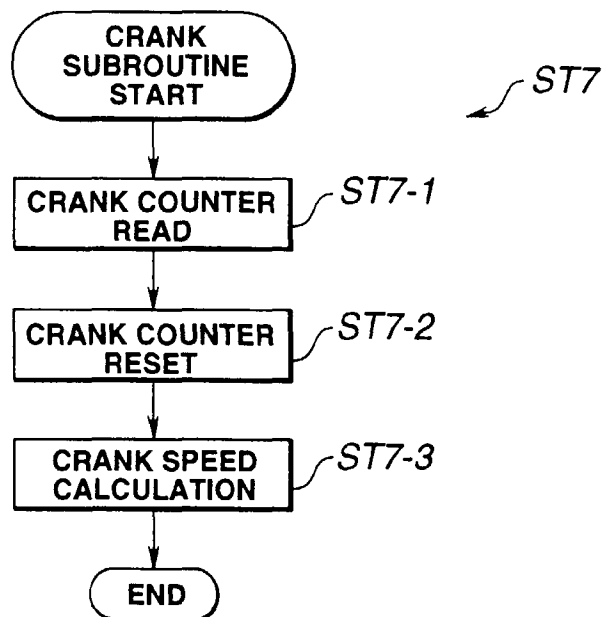 CRANK
SUBROUTINE
START
ST7
CRANK COUNTER
READ
ST7-1
CRANK COUNTER
RESET
ST7-2
CRANK SPEED
CALCULATION
ST7-3
END